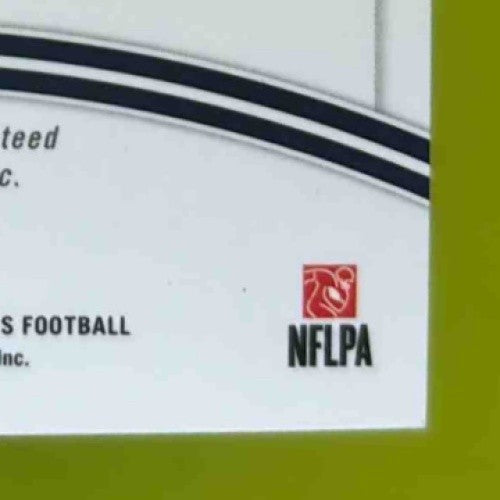 teed
c.
S FOOTBALL
Inc.
NFLPA